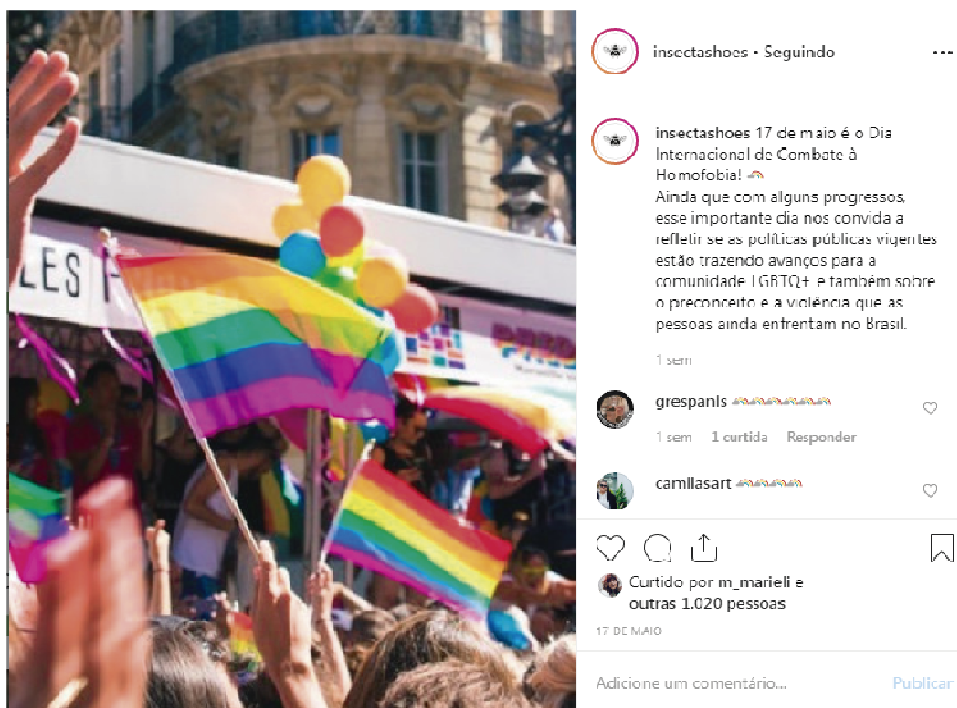 LES
insectashoes • Seguindo
insectashoes 17 de maio é o Dia
Internacional de Combate à
Homofobia!
Ainda que com alguns progressos,
esse importante dia nos convida a
refletir se as políticas públicas vigentes
estão trazendo avanços para a
comunidade LGBTQ+ e também sobre
o preconceito e a violência que as
pessoas ainda enfrentam no Brasil.
1 sem
grespanis
1 sem 1 curtida Responder
camilasart
Curtido por m_marieli e
outras 1.020 pessoas
17 DE MAIO
Adicione um comentário... Publicar